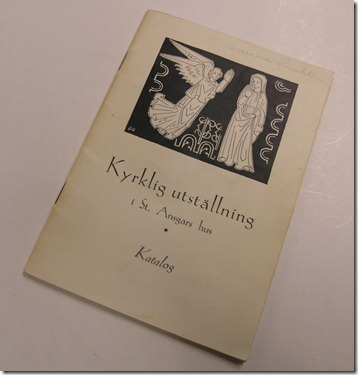 Kyrklig utställning
i St. Ansgars hus
*
Katalog